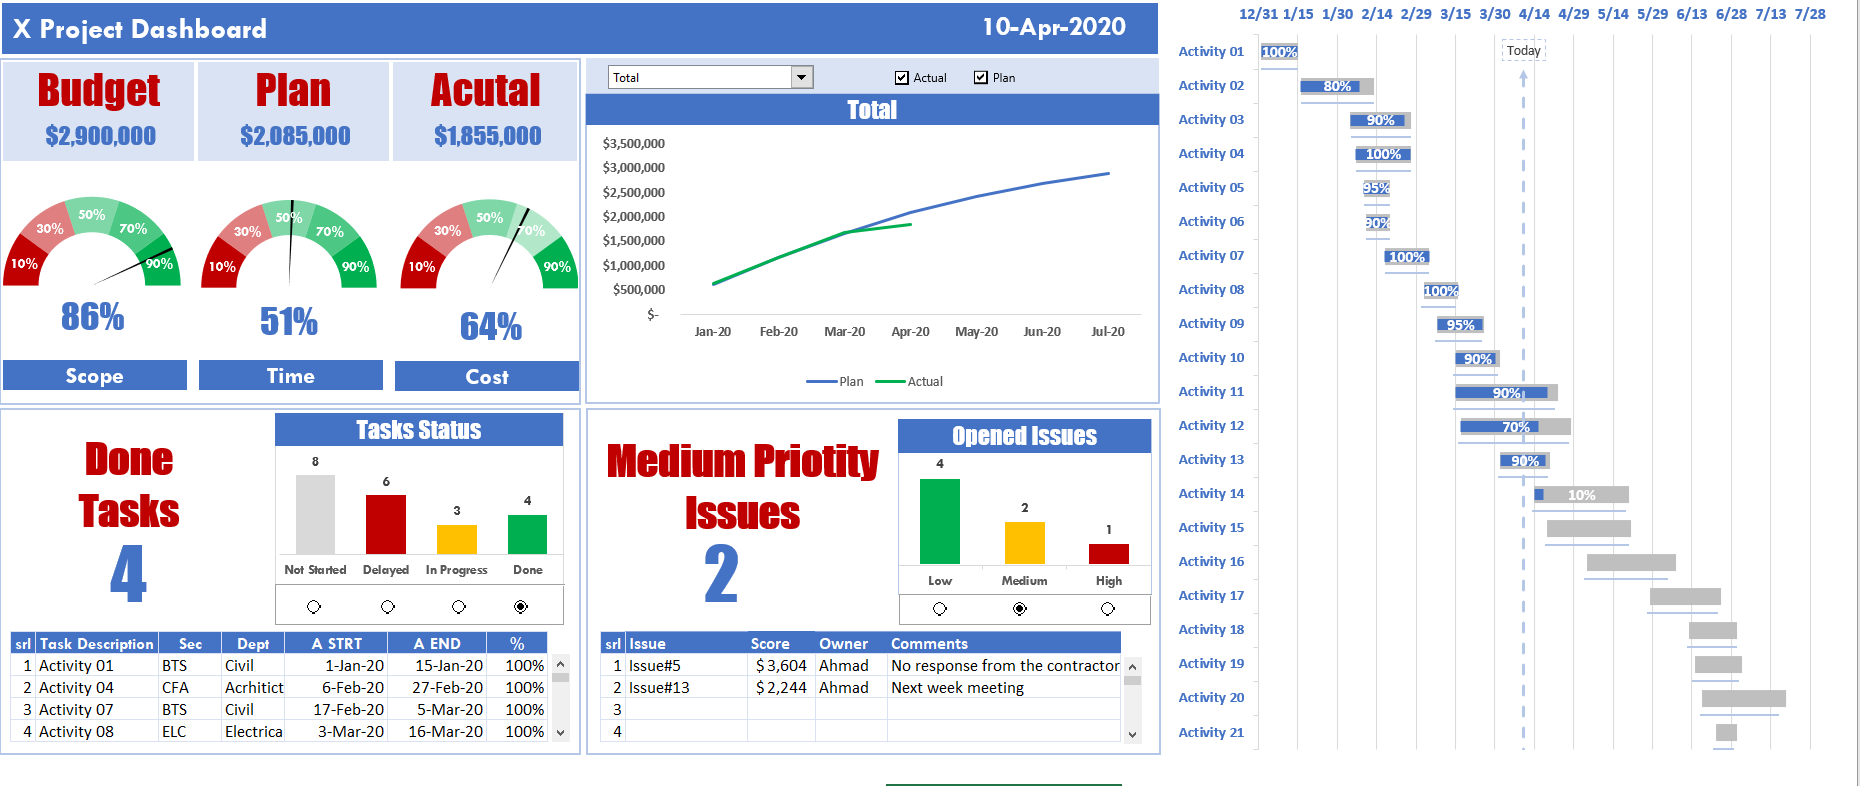 X Project Dashboard
10-Apr-2020
Budget
$2,900,000
Plan
$2,085,000
Acutal
$1,855,000
10% 30% 50% 70% 90%
86%
Scope
10% 30% 50% 70% 90%
51%
Time
10% 30% 50% 70% 90%
64%
Cost
Total
Actual
Plan
Total
$3,500,000
$3,000,000
$2,500,000
$2,000,000
$1,500,000
$1,000,000
$500,000
$-
Jan-20 Feb-20 Mar-20 Apr-20 May-20 Jun-20 Jul-20
Plan Actual
Done
Tasks
4
Tasks Status
8 6 3 4
Not Started Delayed In Progress Done
srl Task Description Sec Dept A STRT A END %
1 Activity 01 BTS Civil 1-Jan-20 15-Jan-20 100%
2 Activity 04 CFA Acrhitict 6-Feb-20 27-Feb-20 100%
3 Activity 07 BTS Civil 17-Feb-20 5-Mar-20 100%
4 Activity 08 ELC Electrica 3-Mar-20 16-Mar-20 100%
Medium Priotity
Issues
2
Opened Issues
4 2 1
Low Medium High
srl Issue Score Owner Comments
1 Issue#5 $ 3,604 Ahmad No response from the contractor
2 Issue#13 $ 2,244 Ahmad Next week meeting
3
4
12/31 1/15 1/30 2/14 2/29 3/15 3/30 4/14 4/29 5/14 5/29 6/13 6/28 7/13 7/28
Today
Activity 01 100%
Activity 02 80%
Activity 03 90%
Activity 04 100%
Activity 05 95%
Activity 06 90%
Activity 07 100%
Activity 08 100%
Activity 09 95%
Activity 10 90%
Activity 11 90%
Activity 12 70%
Activity 13 90%
Activity 14 10%
Activity 15
Activity 16
Activity 17
Activity 18
Activity 19
Activity 20
Activity 21